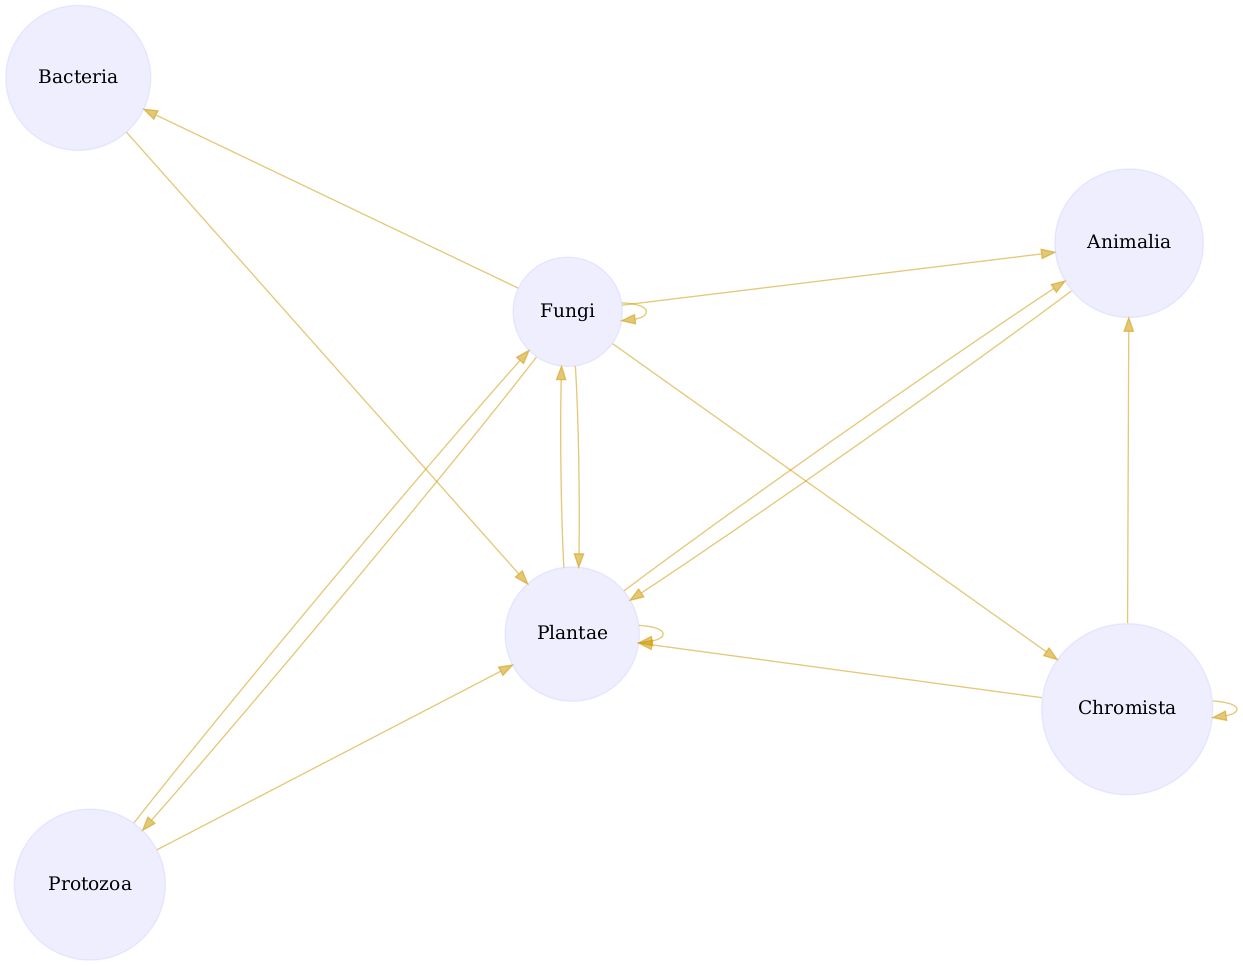 Bacteria
Animalia
Fungi
Plantae
Chromista
Protozoa